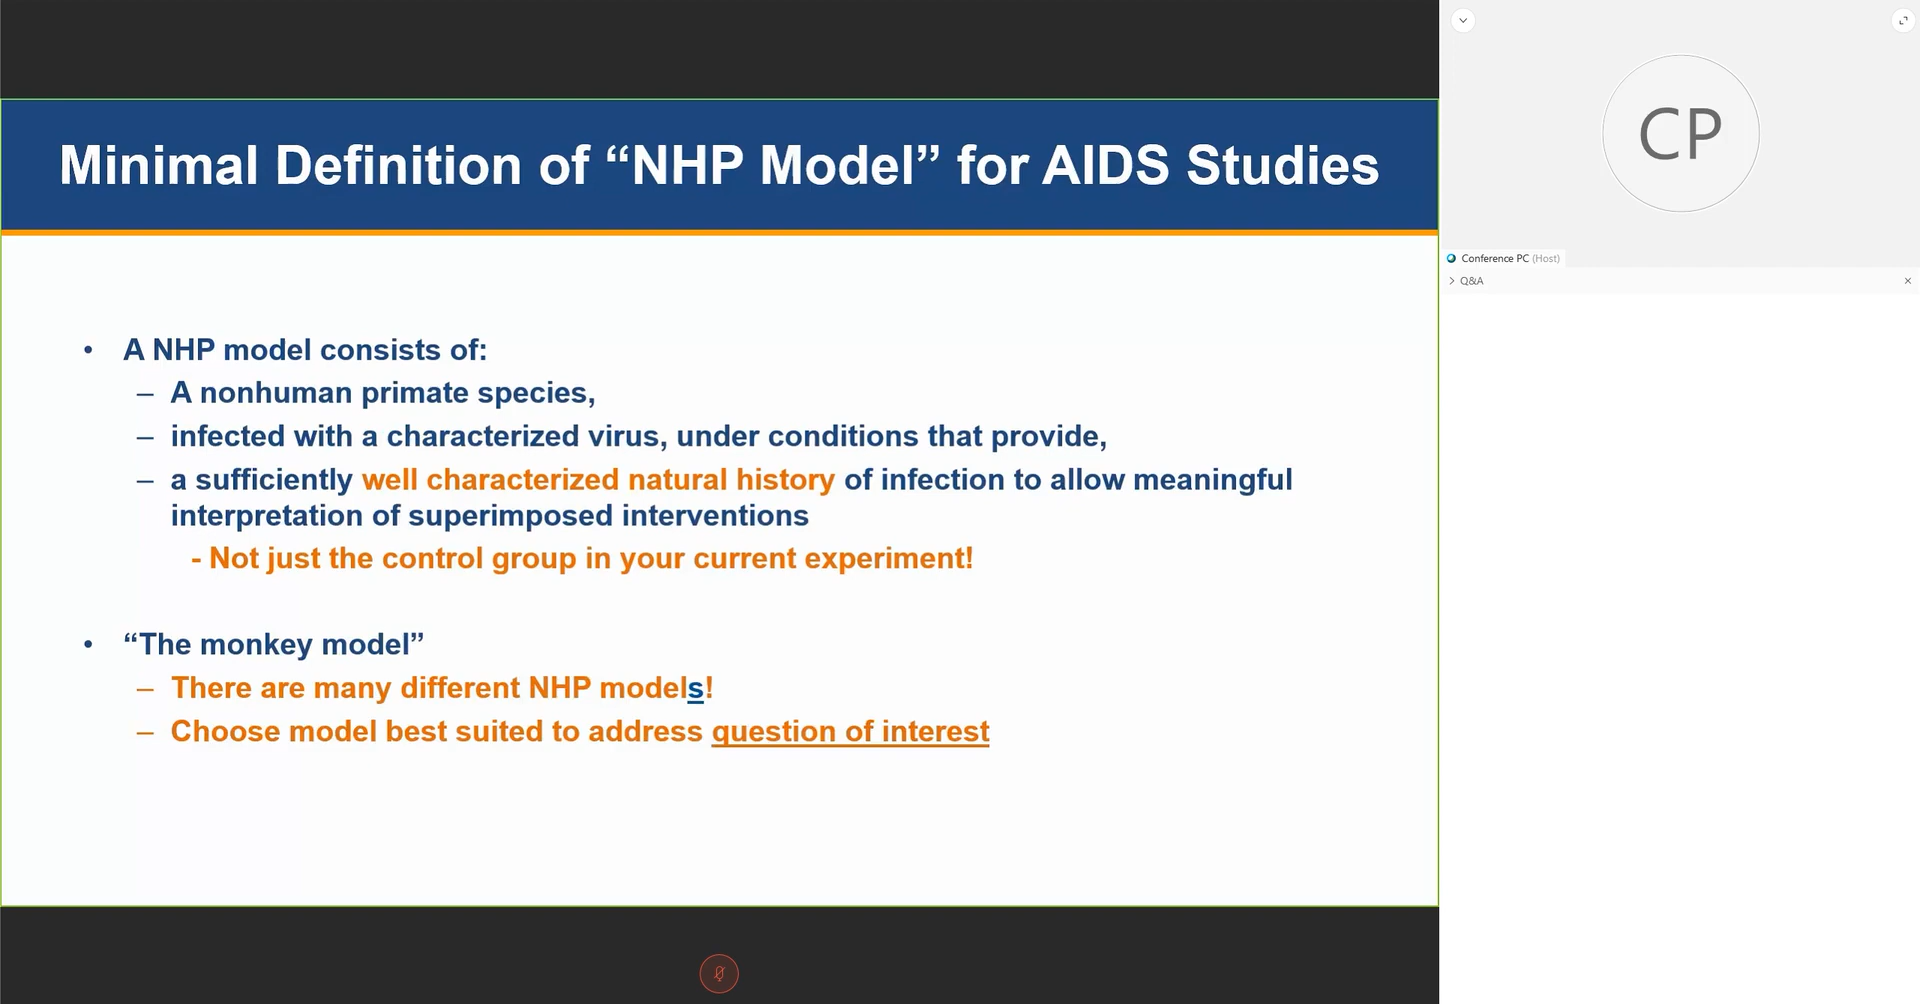 Minimal Definition of “NHP Model” for AIDS Studies
• A NHP model consists of:
– A nonhuman primate species,
– infected with a characterized virus, under conditions that provide,
– a sufficiently well characterized natural history of infection to allow meaningful
interpretation of superimposed interventions
- Not just the control group in your current experiment!
• “The monkey model”
– There are many different NHP models!
– Choose model best suited to address question of interest
CP
Conference PC (Host)
Q&A